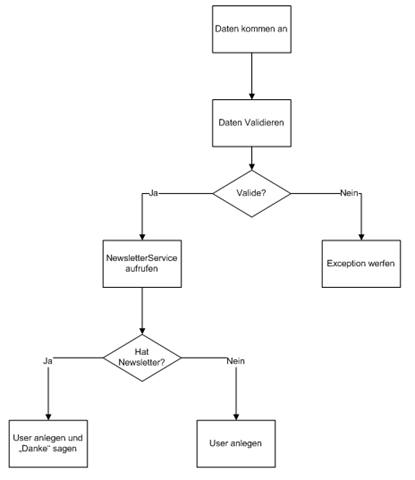 Daten kommen an
Daten Validieren
Valide?
Ja
Nein
NewsletterService
aufrufen
Exception werfen
Hat
Newsletter?
Ja
Nein
User anlegen und
„Danke“ sagen
User anlegen